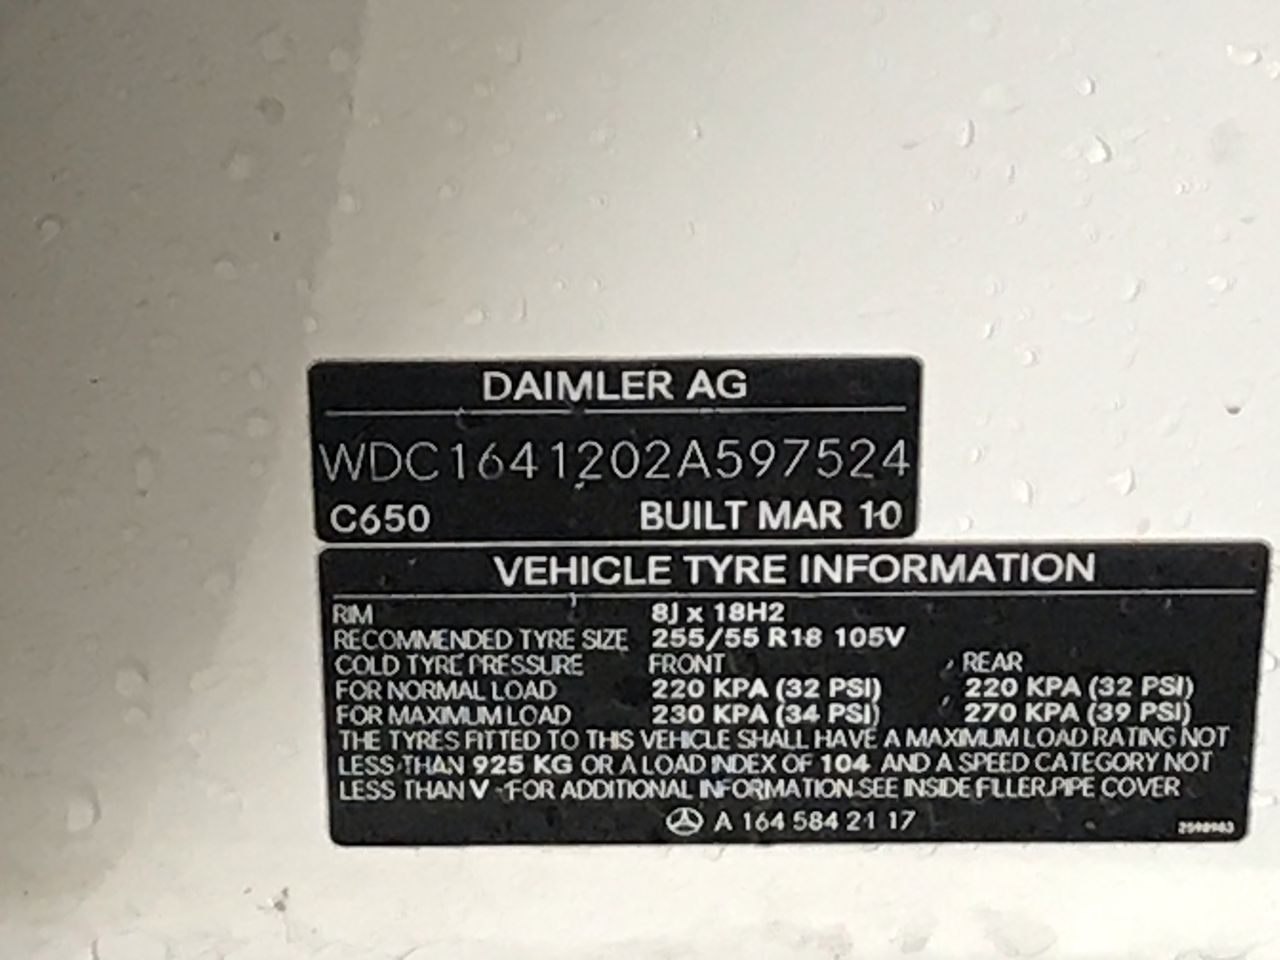 DAIMLER AG
WDC1641202A597524
C650 BUILT MAR 10
VEHICLE TYRE INFORMATION
RIM 8J x 18H2
RECOMMENDED TYRE SIZE 255/55 R18 105V
COLD TYRE PRESSURE FRONT REAR
FOR NORMAL LOAD 220 KPA (32 PSI) 220 KPA (32 PSI)
FOR MAXIMUM LOAD 230 KPA (34 PSI) 270 KPA (39 PSI)
THE TYRES FITTED TO THIS VEHICLE SHALL HAVE A MAXIMUM LOAD RATING NOT
LESS THAN 925 KG OR A LOAD INDEX OF 104 AND A SPEED CATEGORY NOT
LESS THAN V -FOR ADDITIONAL INFORMATION SEE INSIDE FILLER PIPE COVER
A 164 584 21 17